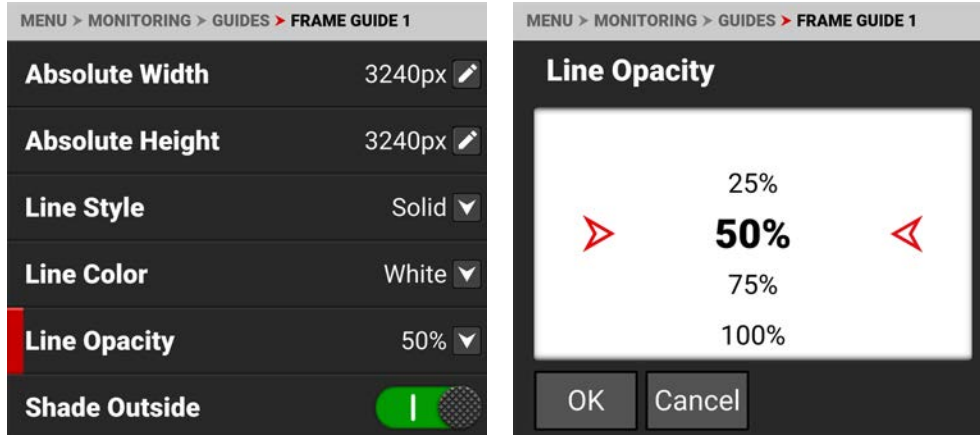 MENU > MONITORING > GUIDES > FRAME GUIDE 1
Absolute Width 3240px
Absolute Height 3240px
Line Style Solid
Line Color White
Line Opacity 50%
Shade Outside
MENU > MONITORING > GUIDES > FRAME GUIDE 1
Line Opacity
25%
50%
75%
100%
OK Cancel